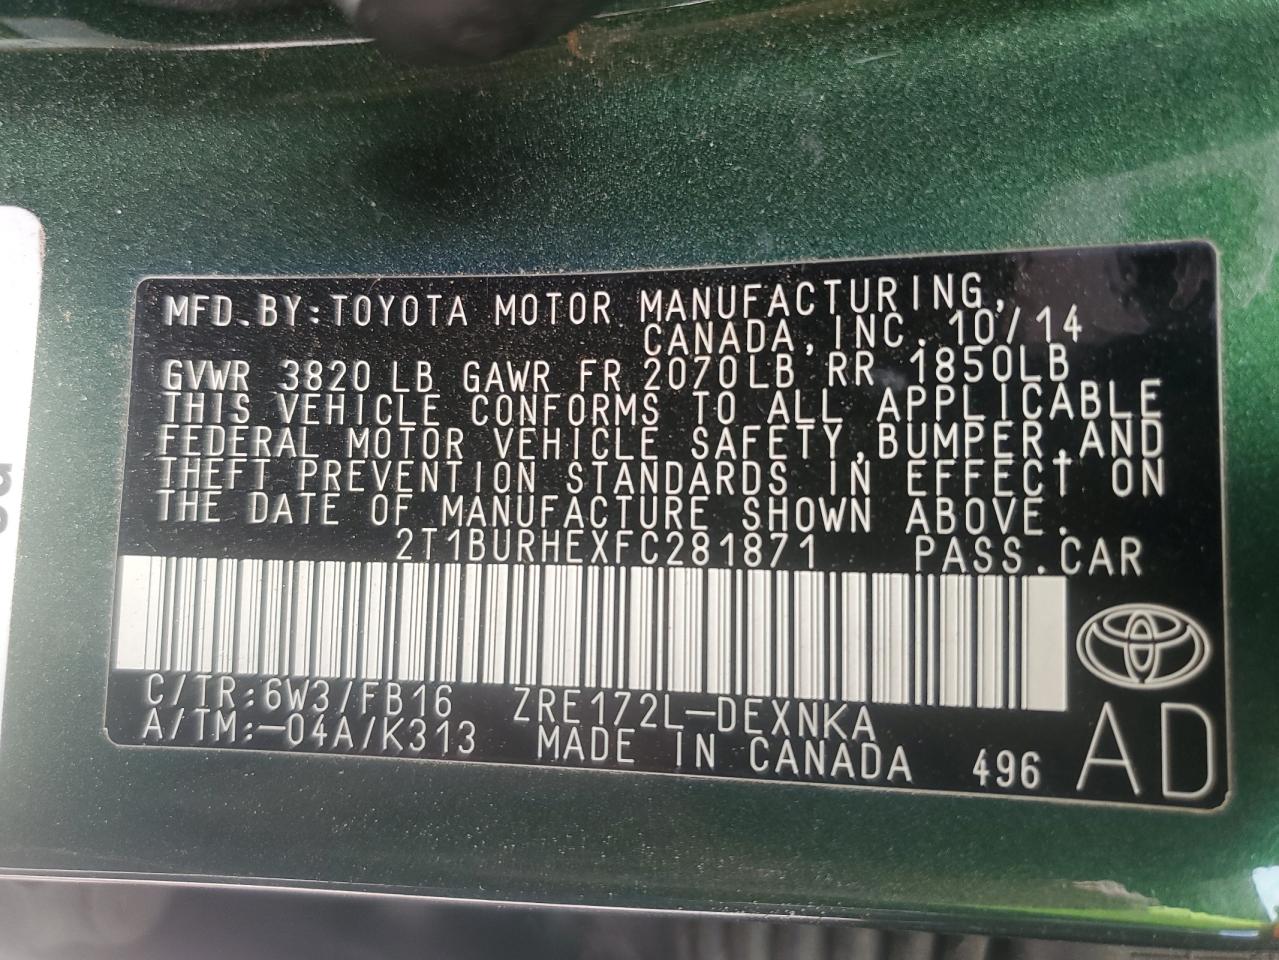 MFD.BY:TOYOTA MOTOR MANUFACTURING,
CANADA,INC. 10/14
GVWR 3820LB GAWR FR 2070LB RR 1850LB
THIS VEHICLE CONFORMS TO ALL APPLICABLE
FEDERAL MOTOR VEHICLE SAFETY,BUMPER,AND
THEFT PREVENTION STANDARDS IN EFFECT ON
THE DATE OF MANUFACTURE SHOWN ABOVE.
2T1BURHEXFC281871 PASS.CAR
C/TR:6W3/FB16 ZRE172L-DEXNKA
A/TM:-04A/K313 MADE IN CANADA 496 AD